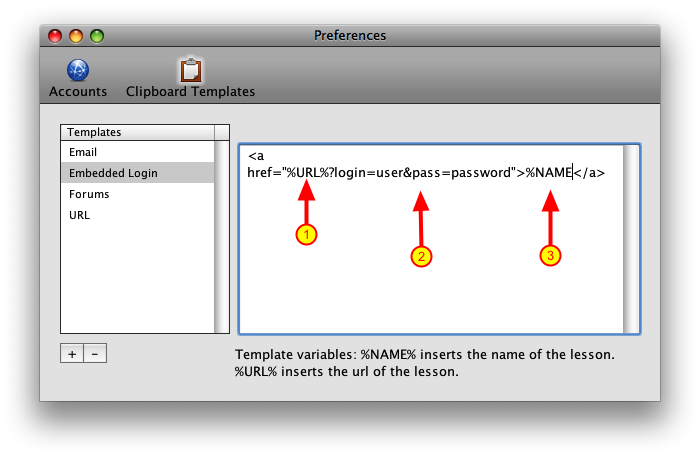 Preferences
Accounts
Clipboard Templates
Templates
Email
Embedded Login
Forums
URL
<a
href="%URL%?login=user&pass=password">%NAME</a>
1
2
3
+
-
Template variables: %NAME% inserts the name of the lesson.
%URL% inserts the url of the lesson.